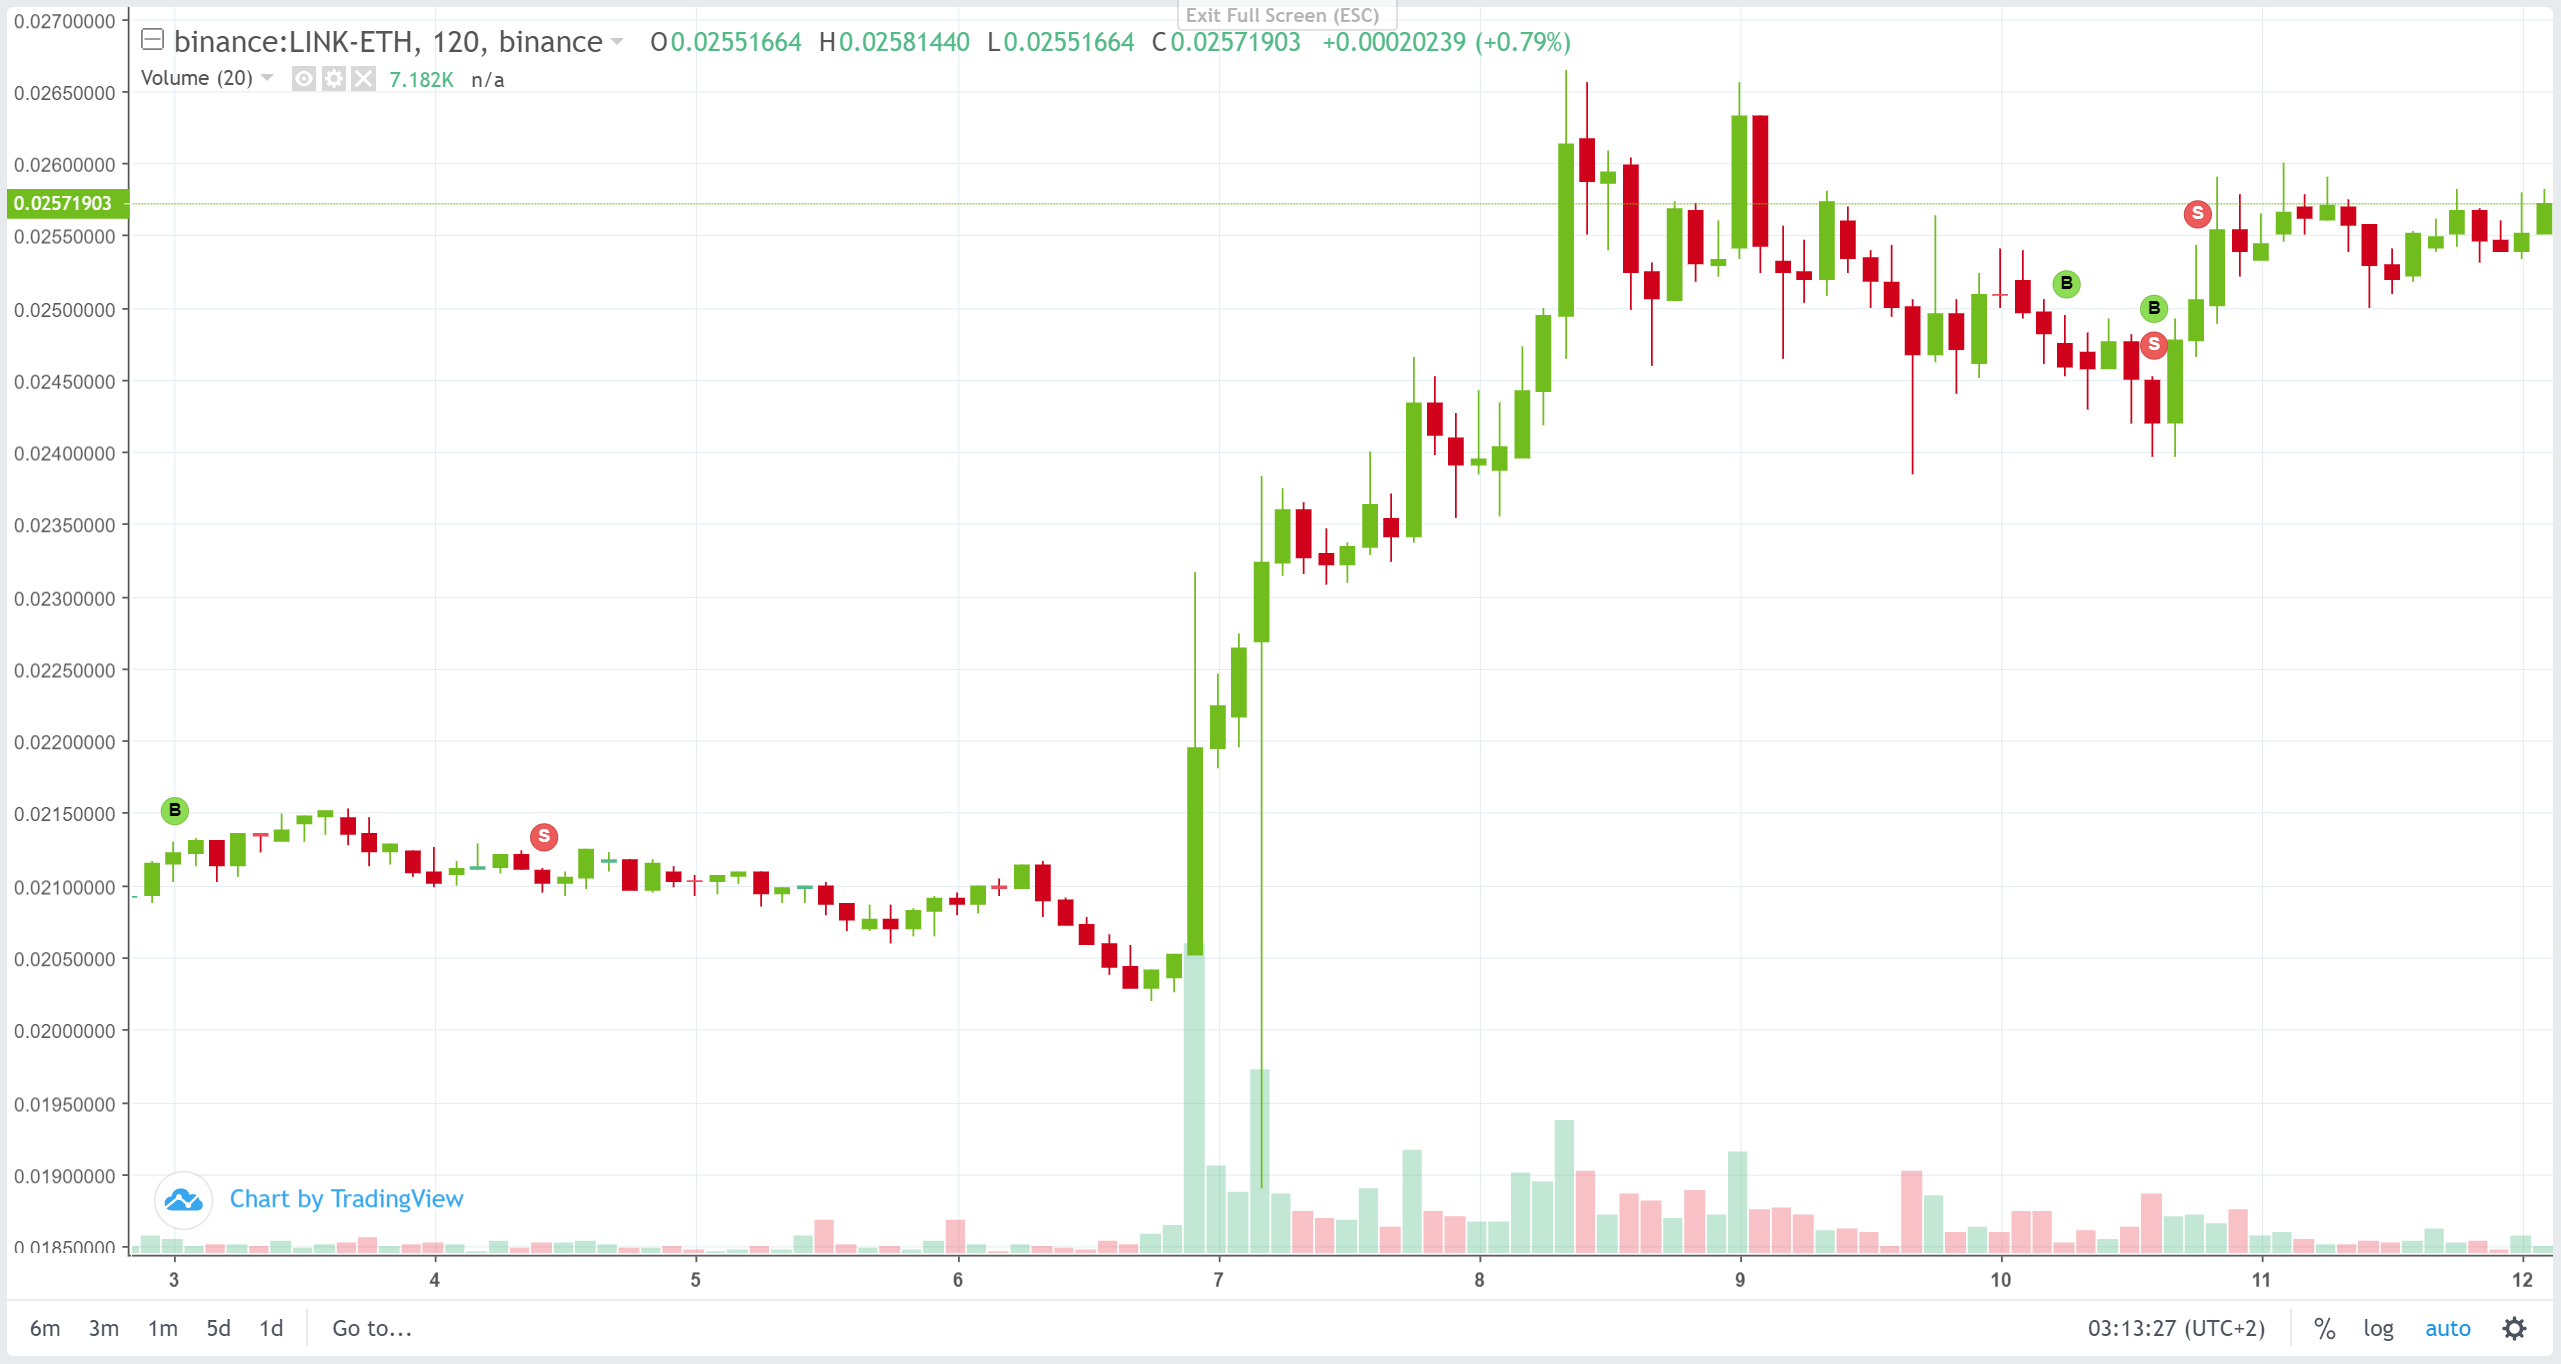 Exit Full Screen (ESC)
binance:LINK-ETH, 120, binance O0.02551664 H0.02581440 L0.02551664 C0.02571903 +0.00020239 (+0.79%)
Volume (20) 7.182K n/a
0.02700000
0.02650000
0.02600000
0.02571903
0.02550000
0.02500000
0.02450000
0.02400000
0.02350000
0.02300000
0.02250000
0.02200000
0.02150000
0.02100000
0.02050000
0.02000000
0.01950000
0.01900000
0.01850000
S
B
B
S
B
S
Chart by TradingView
3 4 5 6 7 8 9 10 11 12
6m 3m 1m 5d 1d Go to... 03:13:27 (UTC+2) % log auto